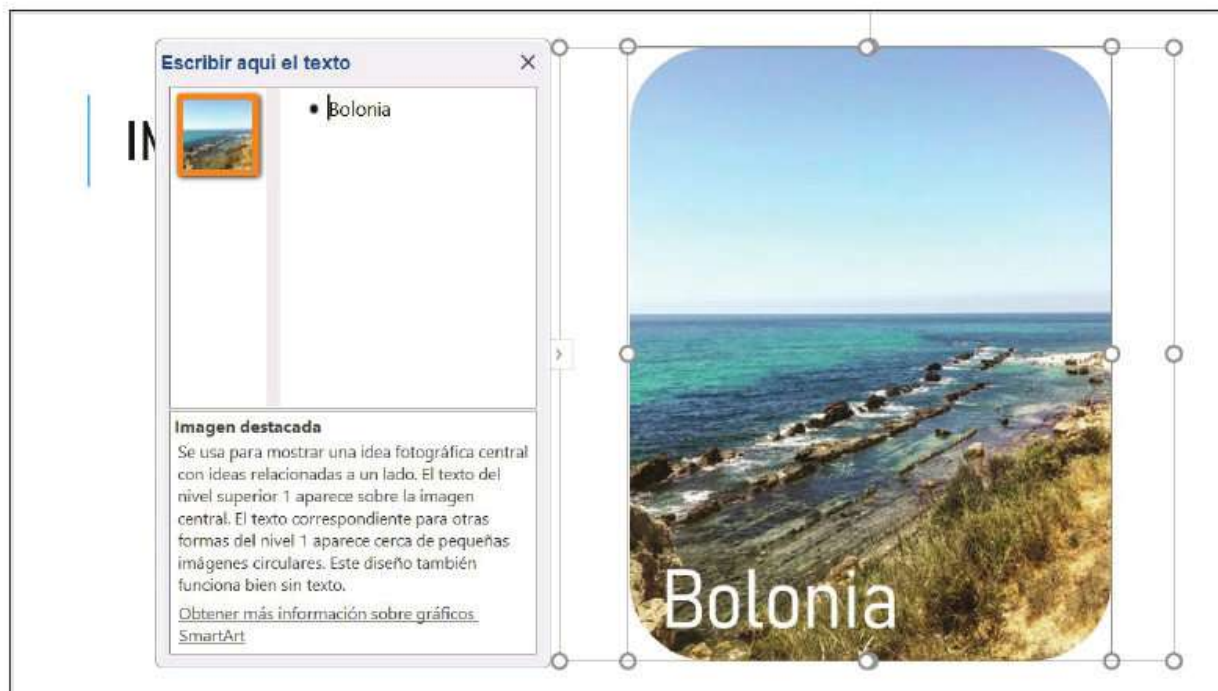 Escribir aquí el texto
IM
• Bolonia
Imagen destacada
Se usa para mostrar una idea fotográfica central
con ideas relacionadas a un lado. El texto del
nivel superior 1 aparece sobre la imagen
central. El texto correspondiente para otras
formas del nivel 1 aparece cerca de pequeñas
imágenes circulares. Este diseño también
funciona bien sin texto.
Obtener más información sobre gráficos
SmartArt
Bolonia